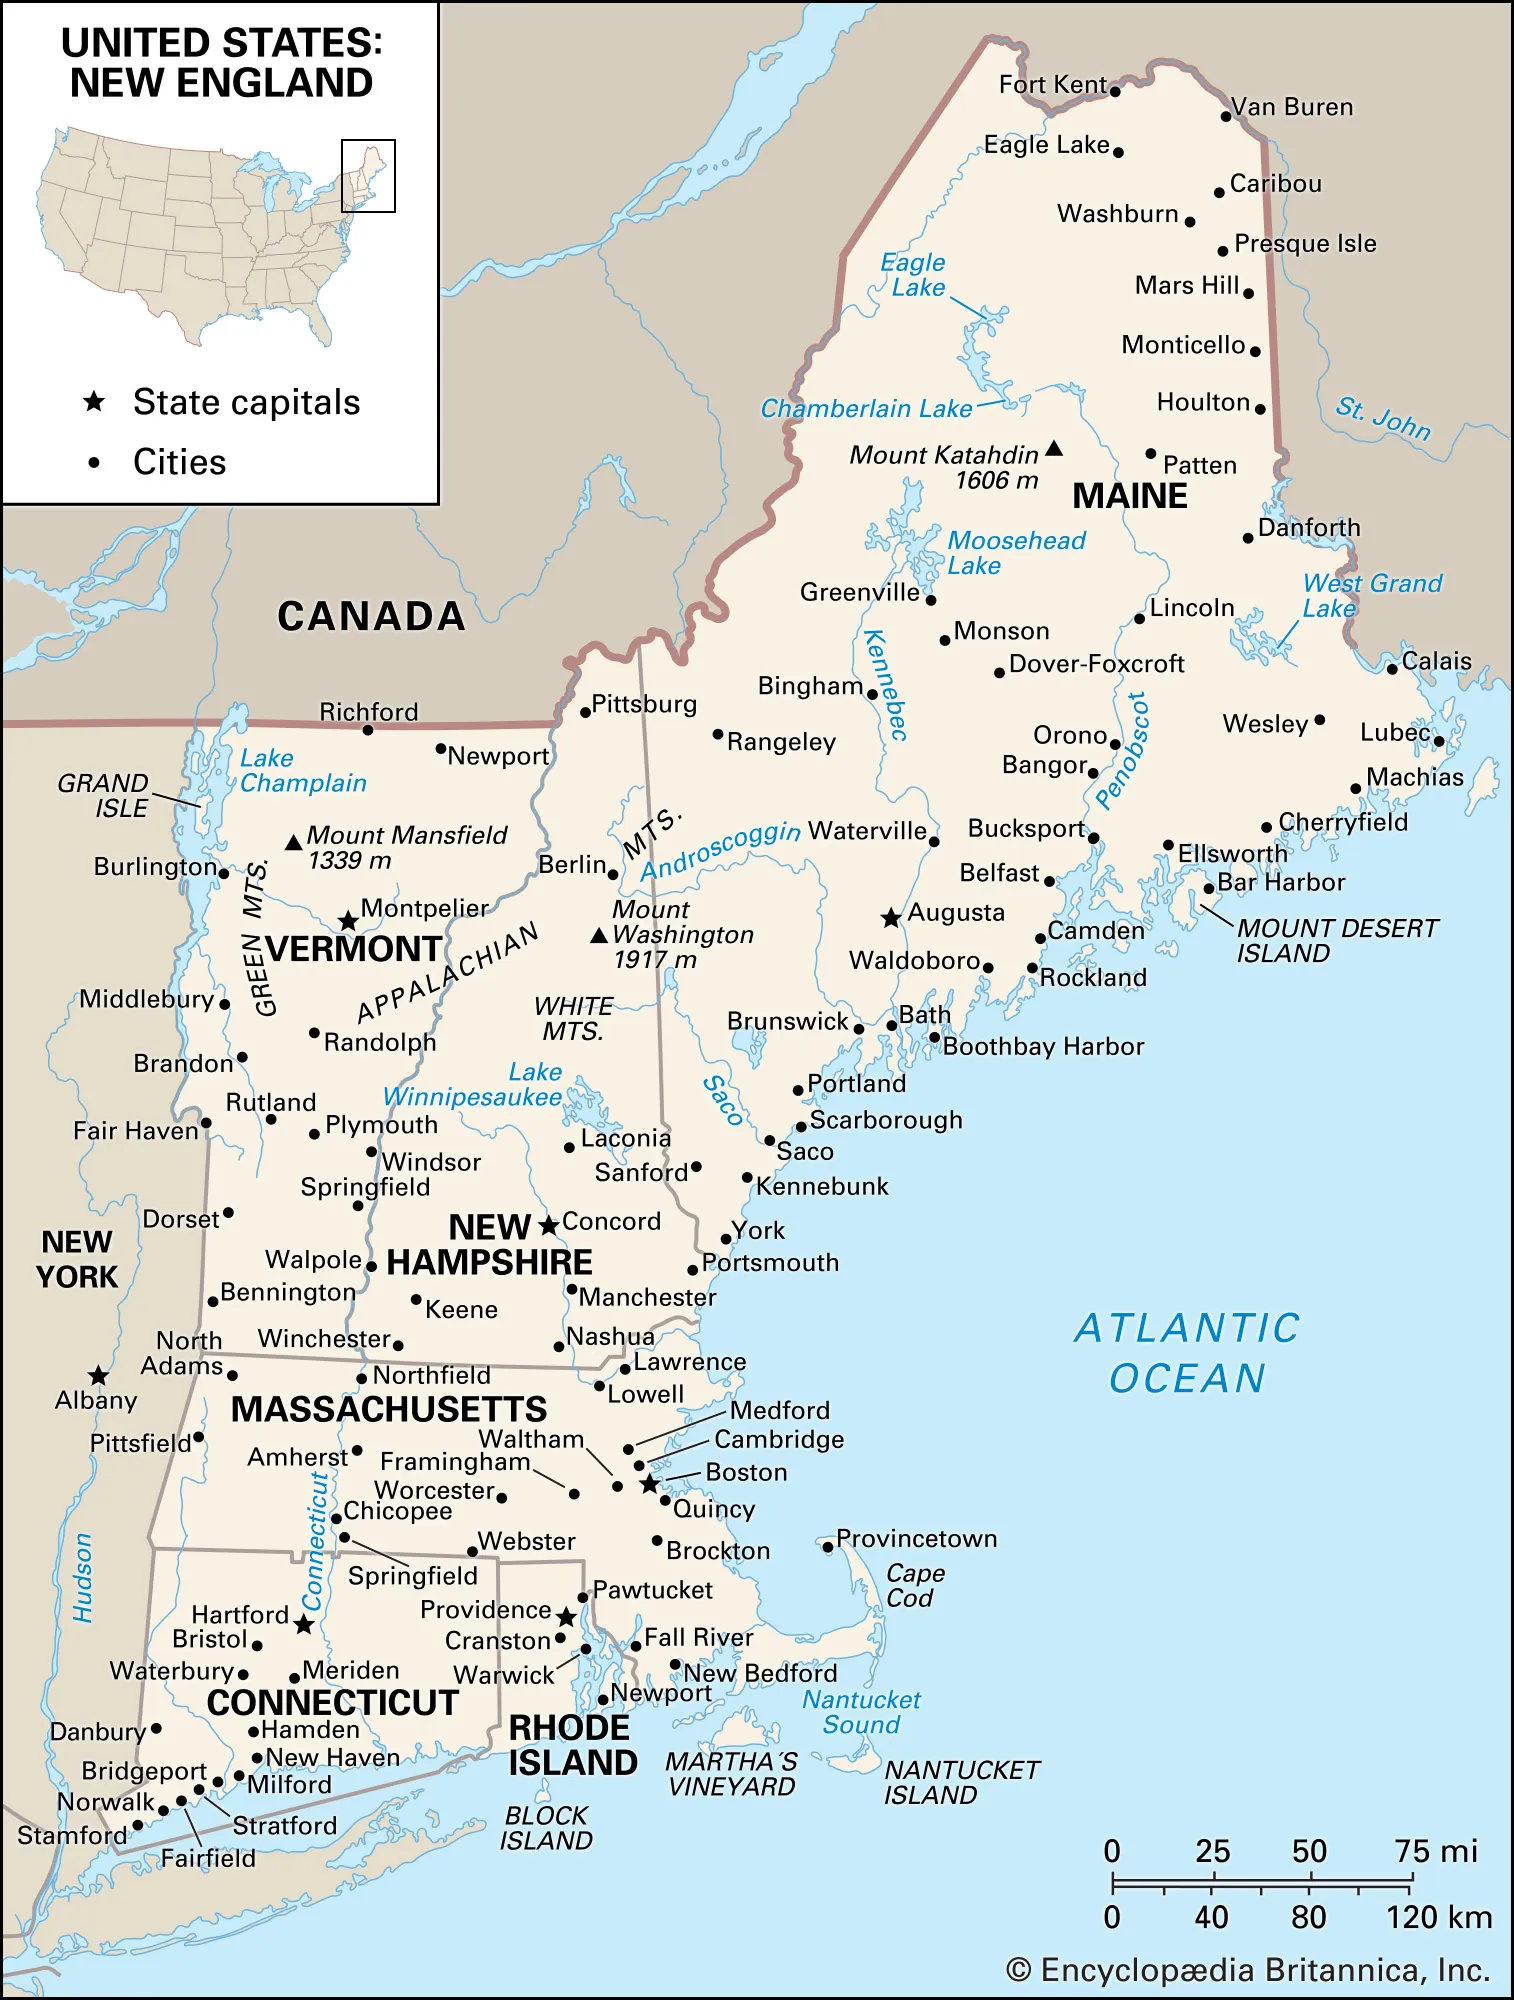 UNITED STATES:
NEW ENGLAND
State capitals
Cities
CANADA
Fort Kent
Van Buren
Eagle Lake
Caribou
Washburn
Presque Isle
Eagle
Lake
Mars Hill
Monticello
Chamberlain Lake
Houlton
St. John
Mount Katahdin
1606 m
Patten
MAINE
Danforth
Moosehead
Lake
West Grand
Lake
Greenville
Lincoln
Kennebec
Monson
Dover-Foxcroft
Calais
Bingham
Penobscot
Pittsburg
Richford
Rangeley
Wesley
Lubec
Orono
Newport
Bangor
Lake
Champlain
Machias
GRAND
ISLE
Mount Mansfield
1339 m
MTS.
Androscoggin
Waterville
Bucksport
Cherryfield
Burlington
Berlin
Ellsworth
Belfast
Bar Harbor
GREEN MTS.
Montpelier
Mount
Washington
1917 m
Augusta
MOUNT DESERT
ISLAND
Camden
VERMONT
APPALACHIAN
Waldoboro
Rockland
Middlebury
WHITE
MTS.
Brunswick
Bath
Randolph
Boothbay Harbor
Brandon
Lake
Winnipesaukee
Saco
Portland
Rutland
Scarborough
Fair Haven
Plymouth
Laconia
Saco
Windsor
Sanford
Springfield
Kennebunk
Dorset
NEW
HAMPSHIRE
Concord
York
NEW
YORK
Walpole
Portsmouth
Bennington
Manchester
Keene
ATLANTIC
OCEAN
North
Adams
Winchester
Nashua
Lawrence
Albany
Northfield
Lowell
MASSACHUSETTS
Medford
Pittsfield
Waltham
Cambridge
Amherst
Framingham
Boston
Worcester
Chicopee
Quincy
Connecticut
Hudson
Webster
Brockton
Provincetown
Springfield
Cape
Cod
Pawtucket
Hartford
Providence
Bristol
Cranston
Fall River
Waterbury
Meriden
Warwick
New Bedford
Newport
CONNECTICUT
Nantucket
Sound
Danbury
Hamden
RHODE
ISLAND
New Haven
MARTHA'S
VINEYARD
NANTUCKET
ISLAND
Bridgeport
Milford
Norwalk
Stratford
BLOCK
ISLAND
Stamford
Fairfield
0 25 50 75 mi
0 40 80 120 km
© Encyclopædia Britannica, Inc.